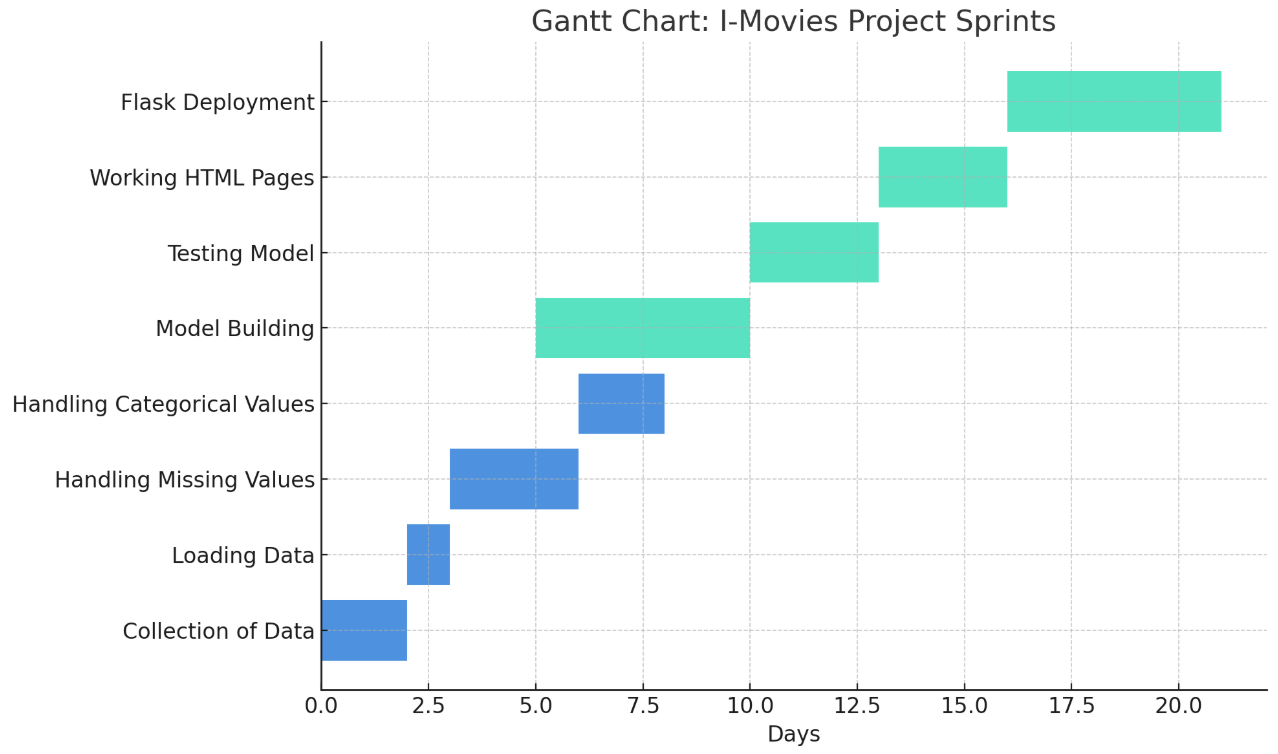 Gantt Chart: I-Movies Project Sprints
Flask Deployment
Working HTML Pages
Testing Model
Model Building
Handling Categorical Values
Handling Missing Values
Loading Data
Collection of Data
0.0 2.5 5.0 7.5 10.0 12.5 15.0 17.5 20.0
Days